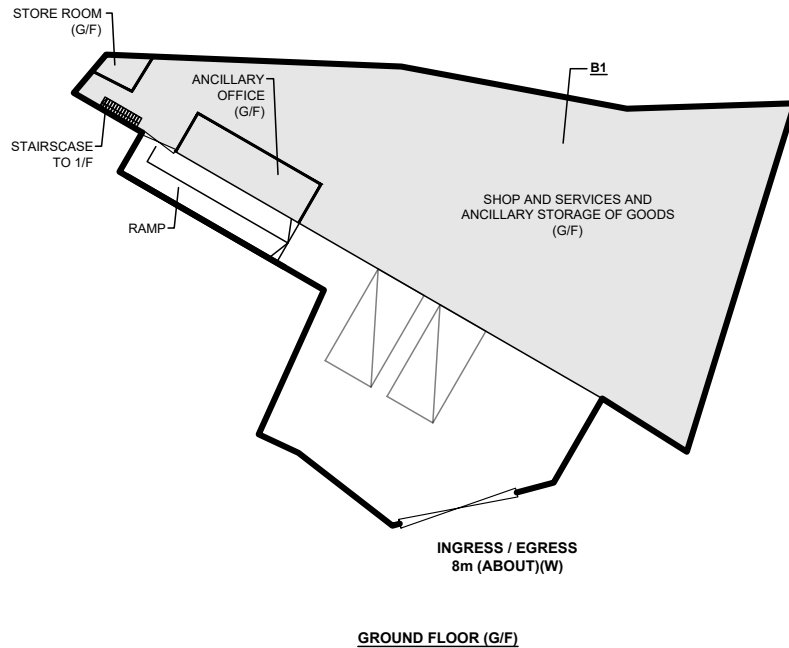 STORE ROOM
(G/F)
B1
ANCILLARY
OFFICE
(G/F)
STAIRSCASE
TO 1/F
SHOP AND SERVICES AND
ANCILLARY STORAGE OF GOODS
(G/F)
RAMP
INGRESS / EGRESS
8m (ABOUT)(W)
GROUND FLOOR (G/F)